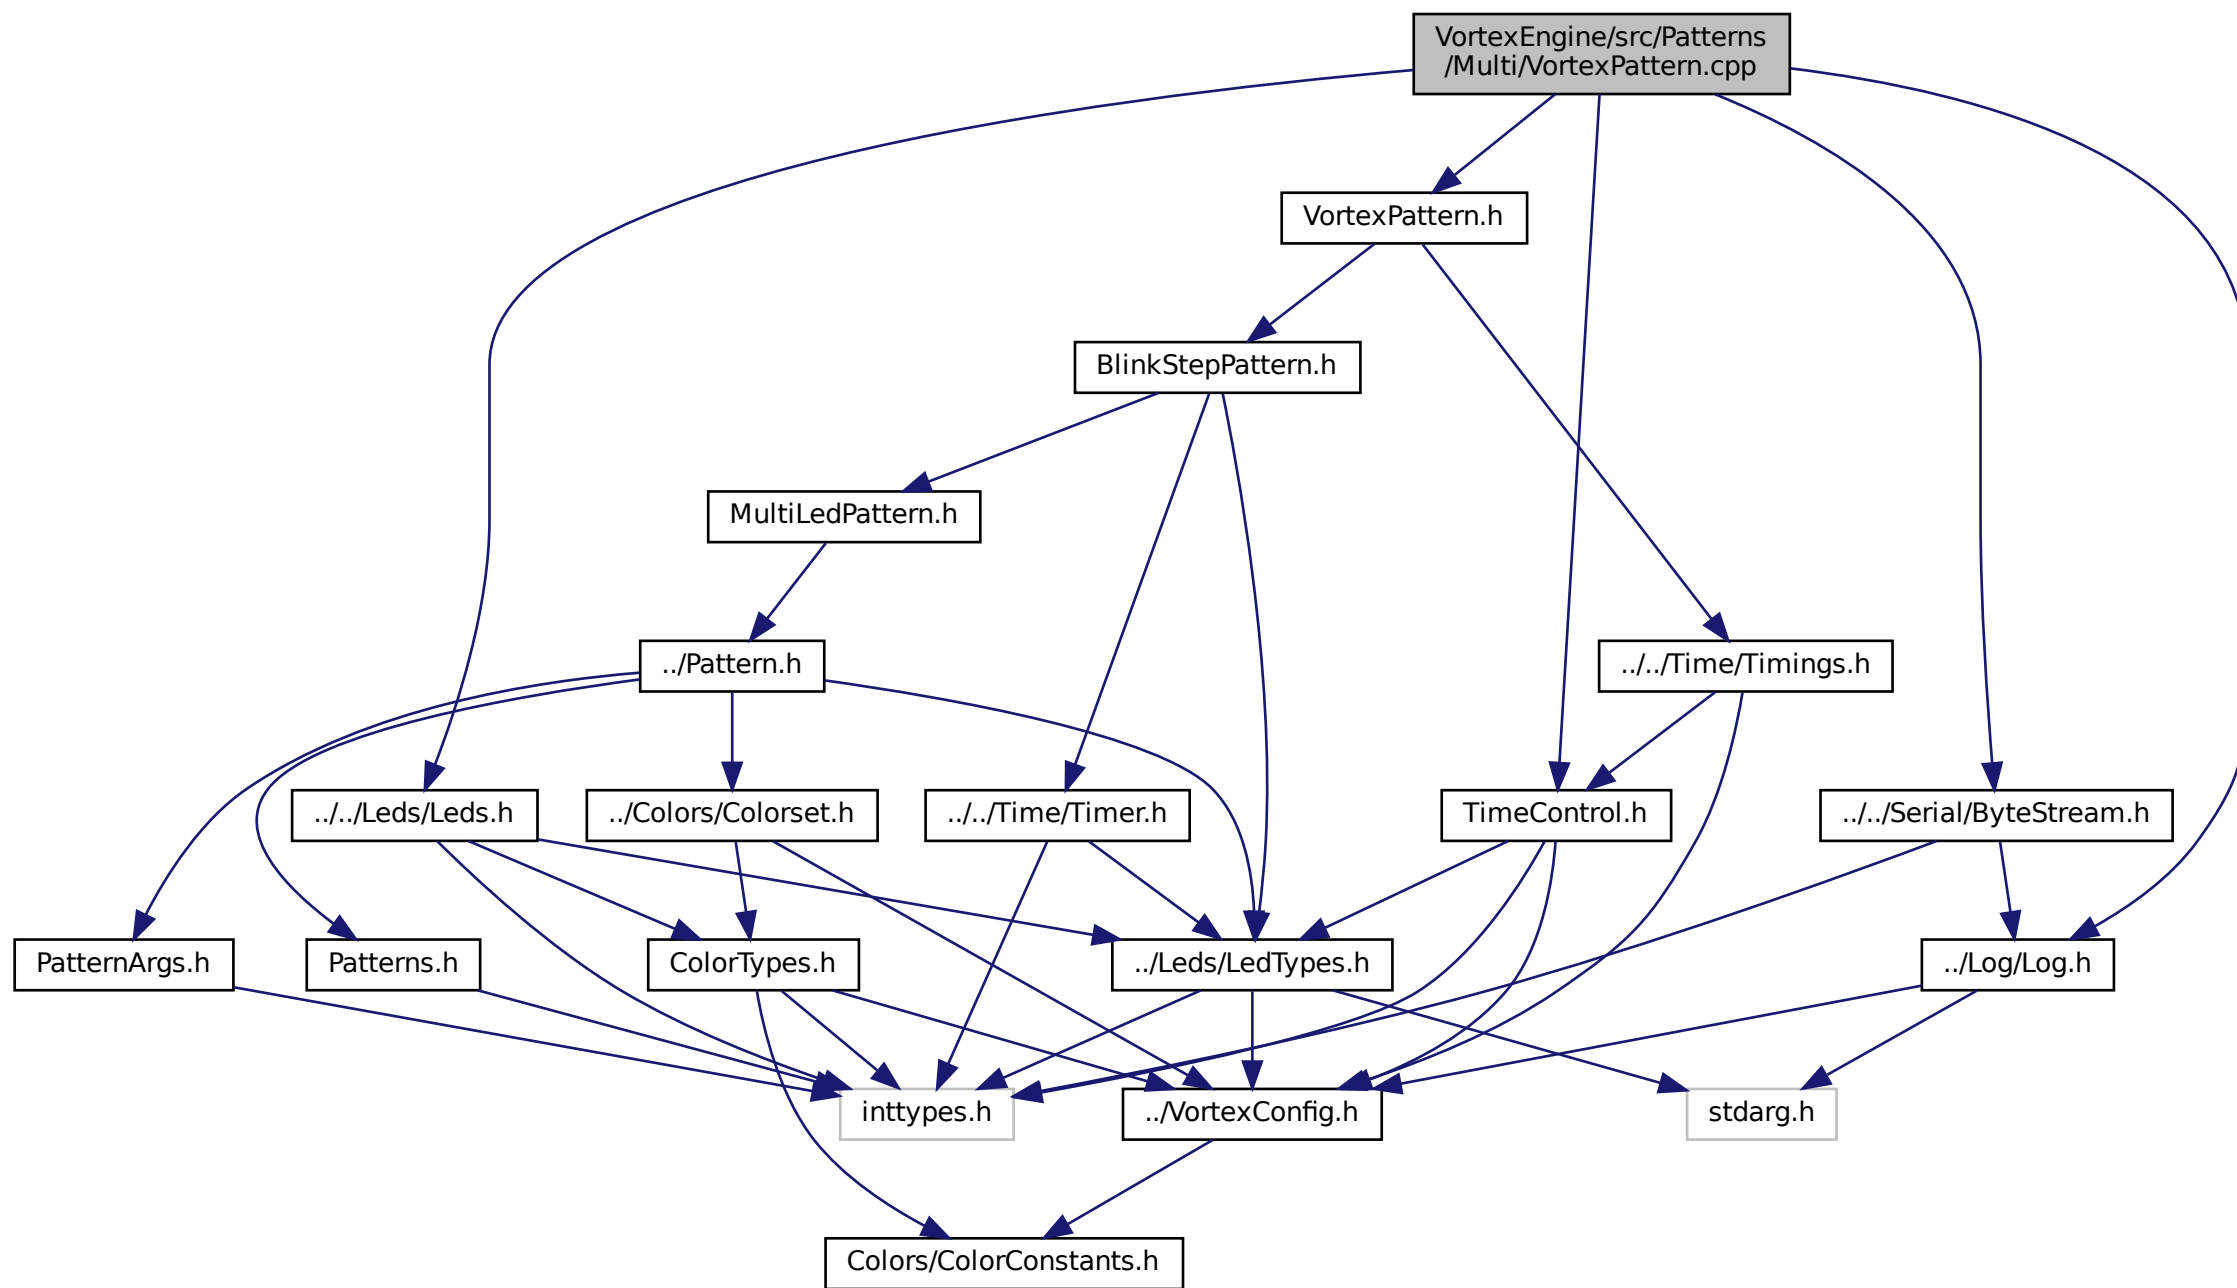 VortexEngine/src/Patterns
/Multi/VortexPattern.cpp
VortexPattern.h
BlinkStepPattern.h
MultiLedPattern.h
../Pattern.h
../../Time/Timings.h
../../Leds/Leds.h
../Colors/Colorset.h
../../Time/Timer.h
TimeControl.h
../../Serial/ByteStream.h
PatternArgs.h
Patterns.h
ColorTypes.h
../Leds/LedTypes.h
../Log/Log.h
inttypes.h
../VortexConfig.h
stdarg.h
Colors/ColorConstants.h